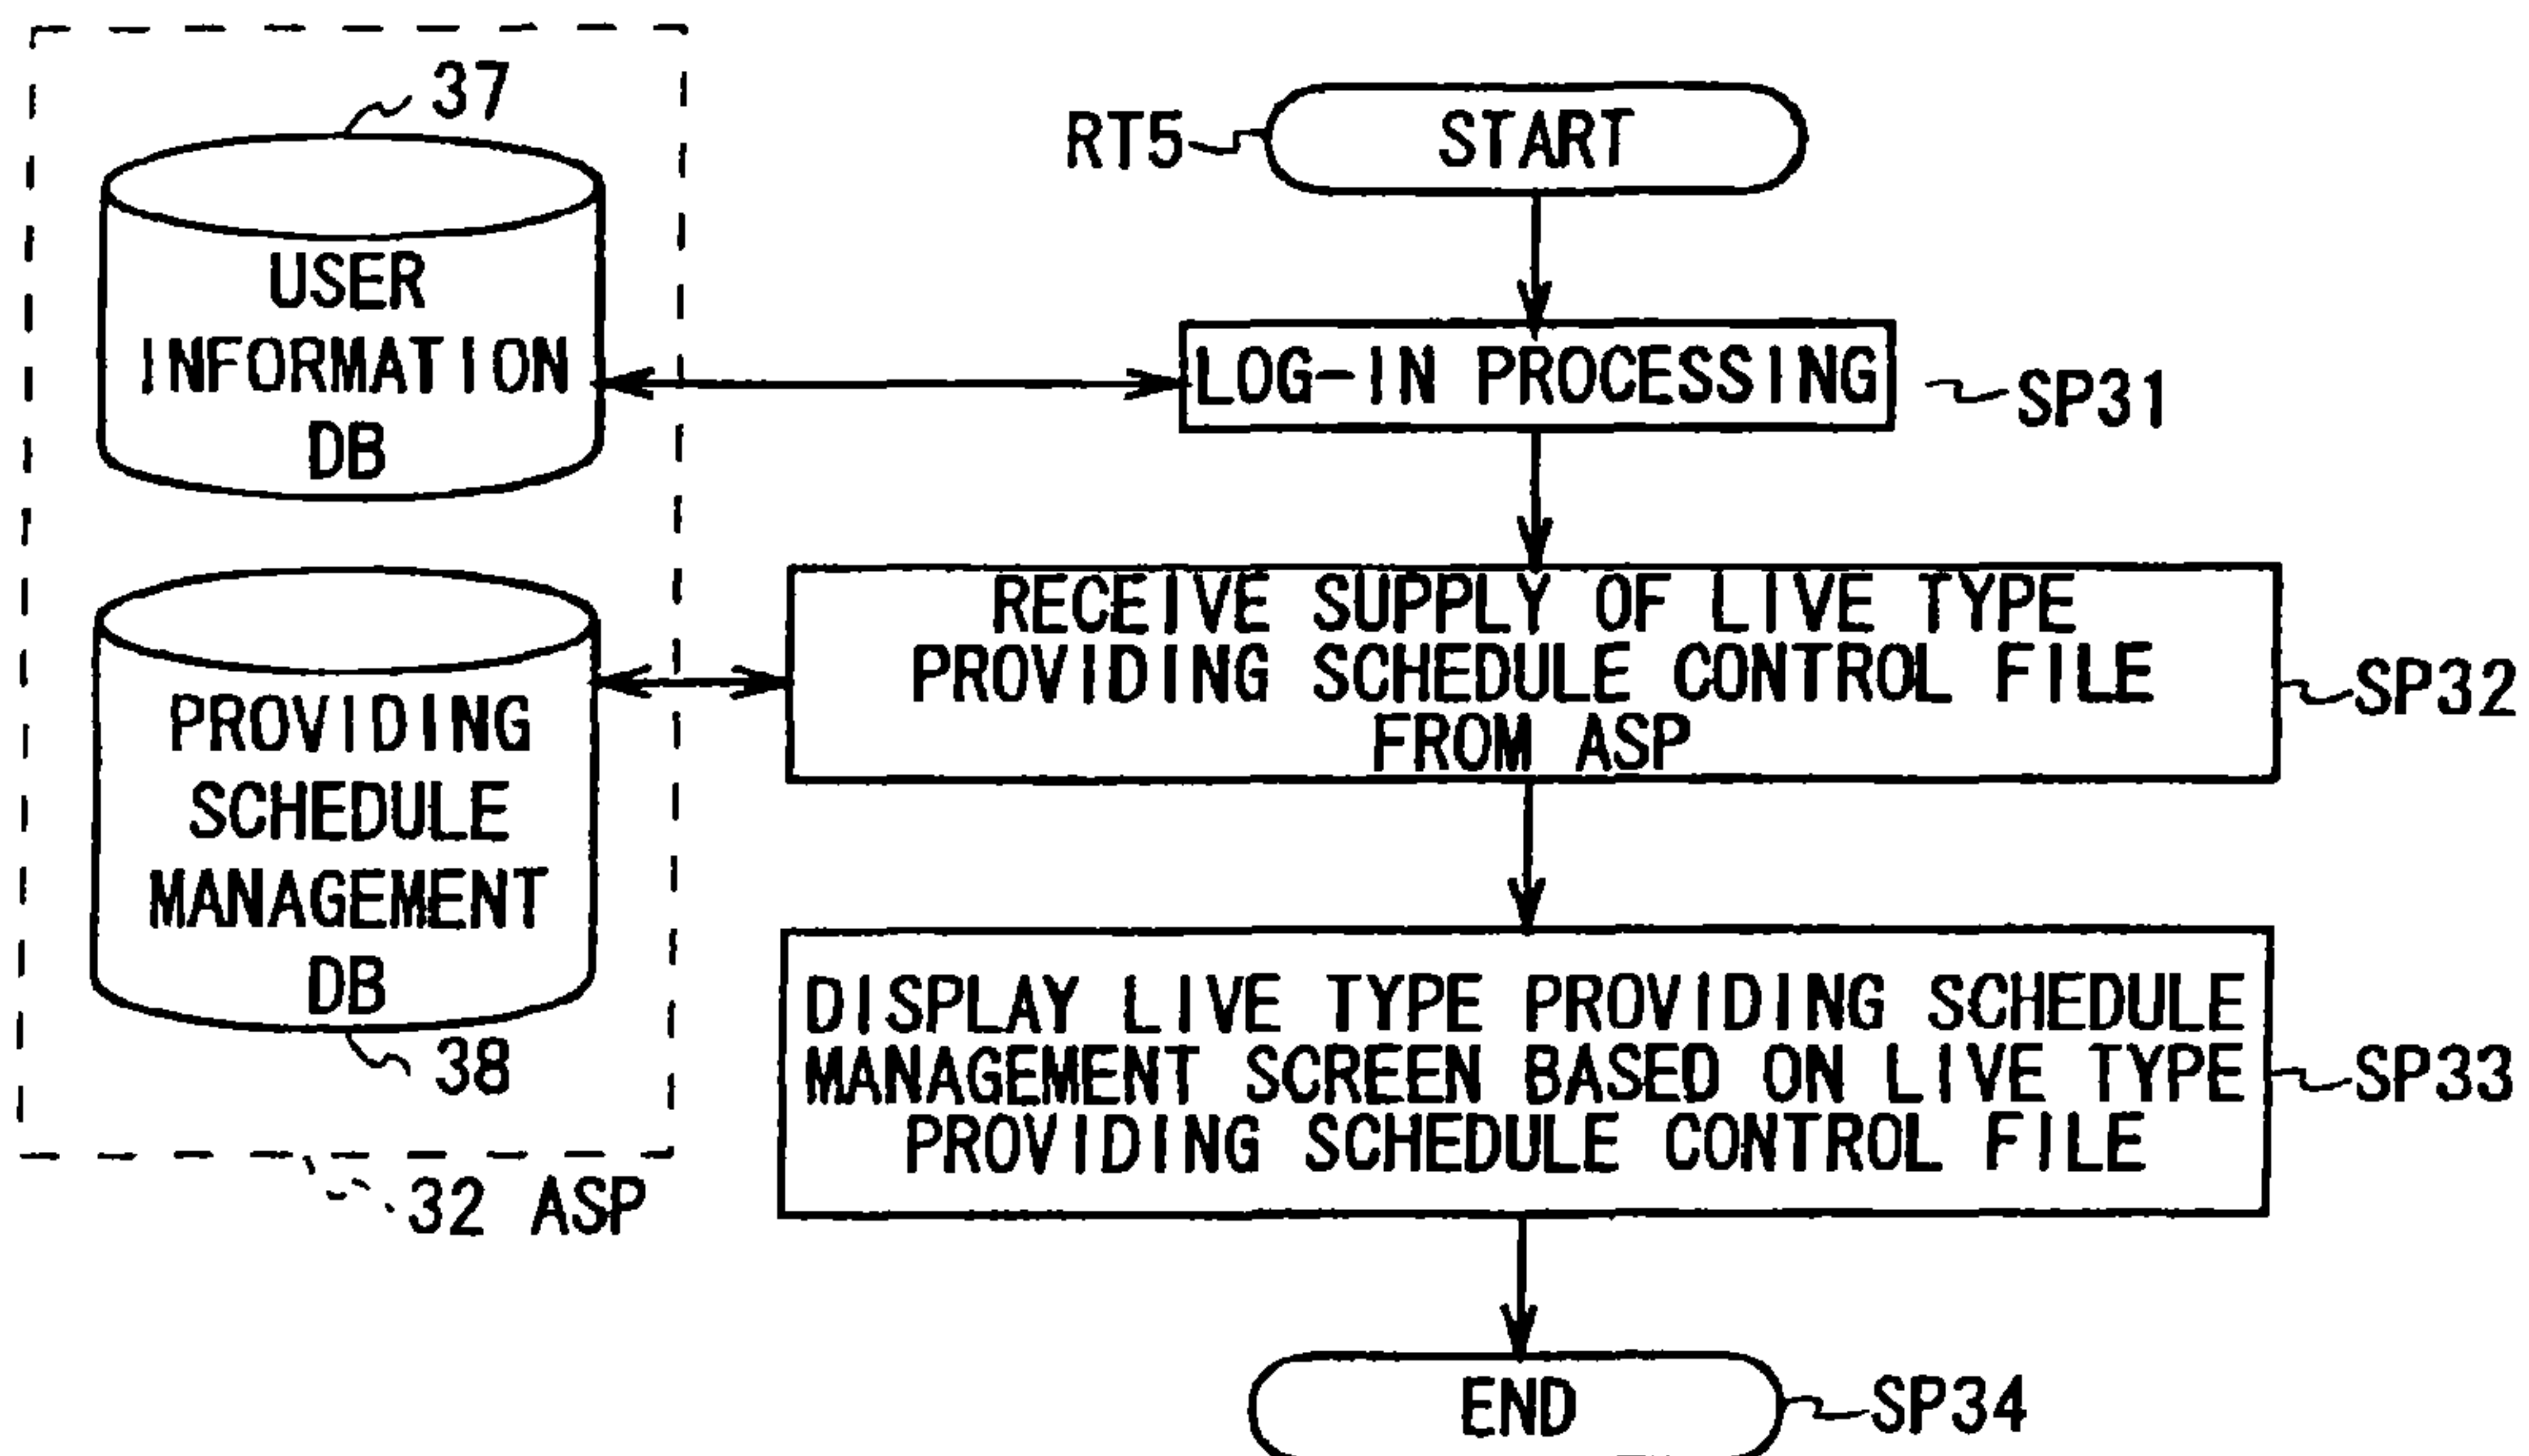 37
USER
INFORMATION
DB
PROVIDING
SCHEDULE
MANAGEMENT
DB
38
32 ASP
RT5
START
LOG-IN PROCESSING
SP31
RECEIVE SUPPLY OF LIVE TYPE
PROVIDING SCHEDULE CONTROL FILE
FROM ASP
SP32
DISPLAY LIVE TYPE PROVIDING SCHEDULE
MANAGEMENT SCREEN BASED ON LIVE TYPE
PROVIDING SCHEDULE CONTROL FILE
SP33
END
SP34